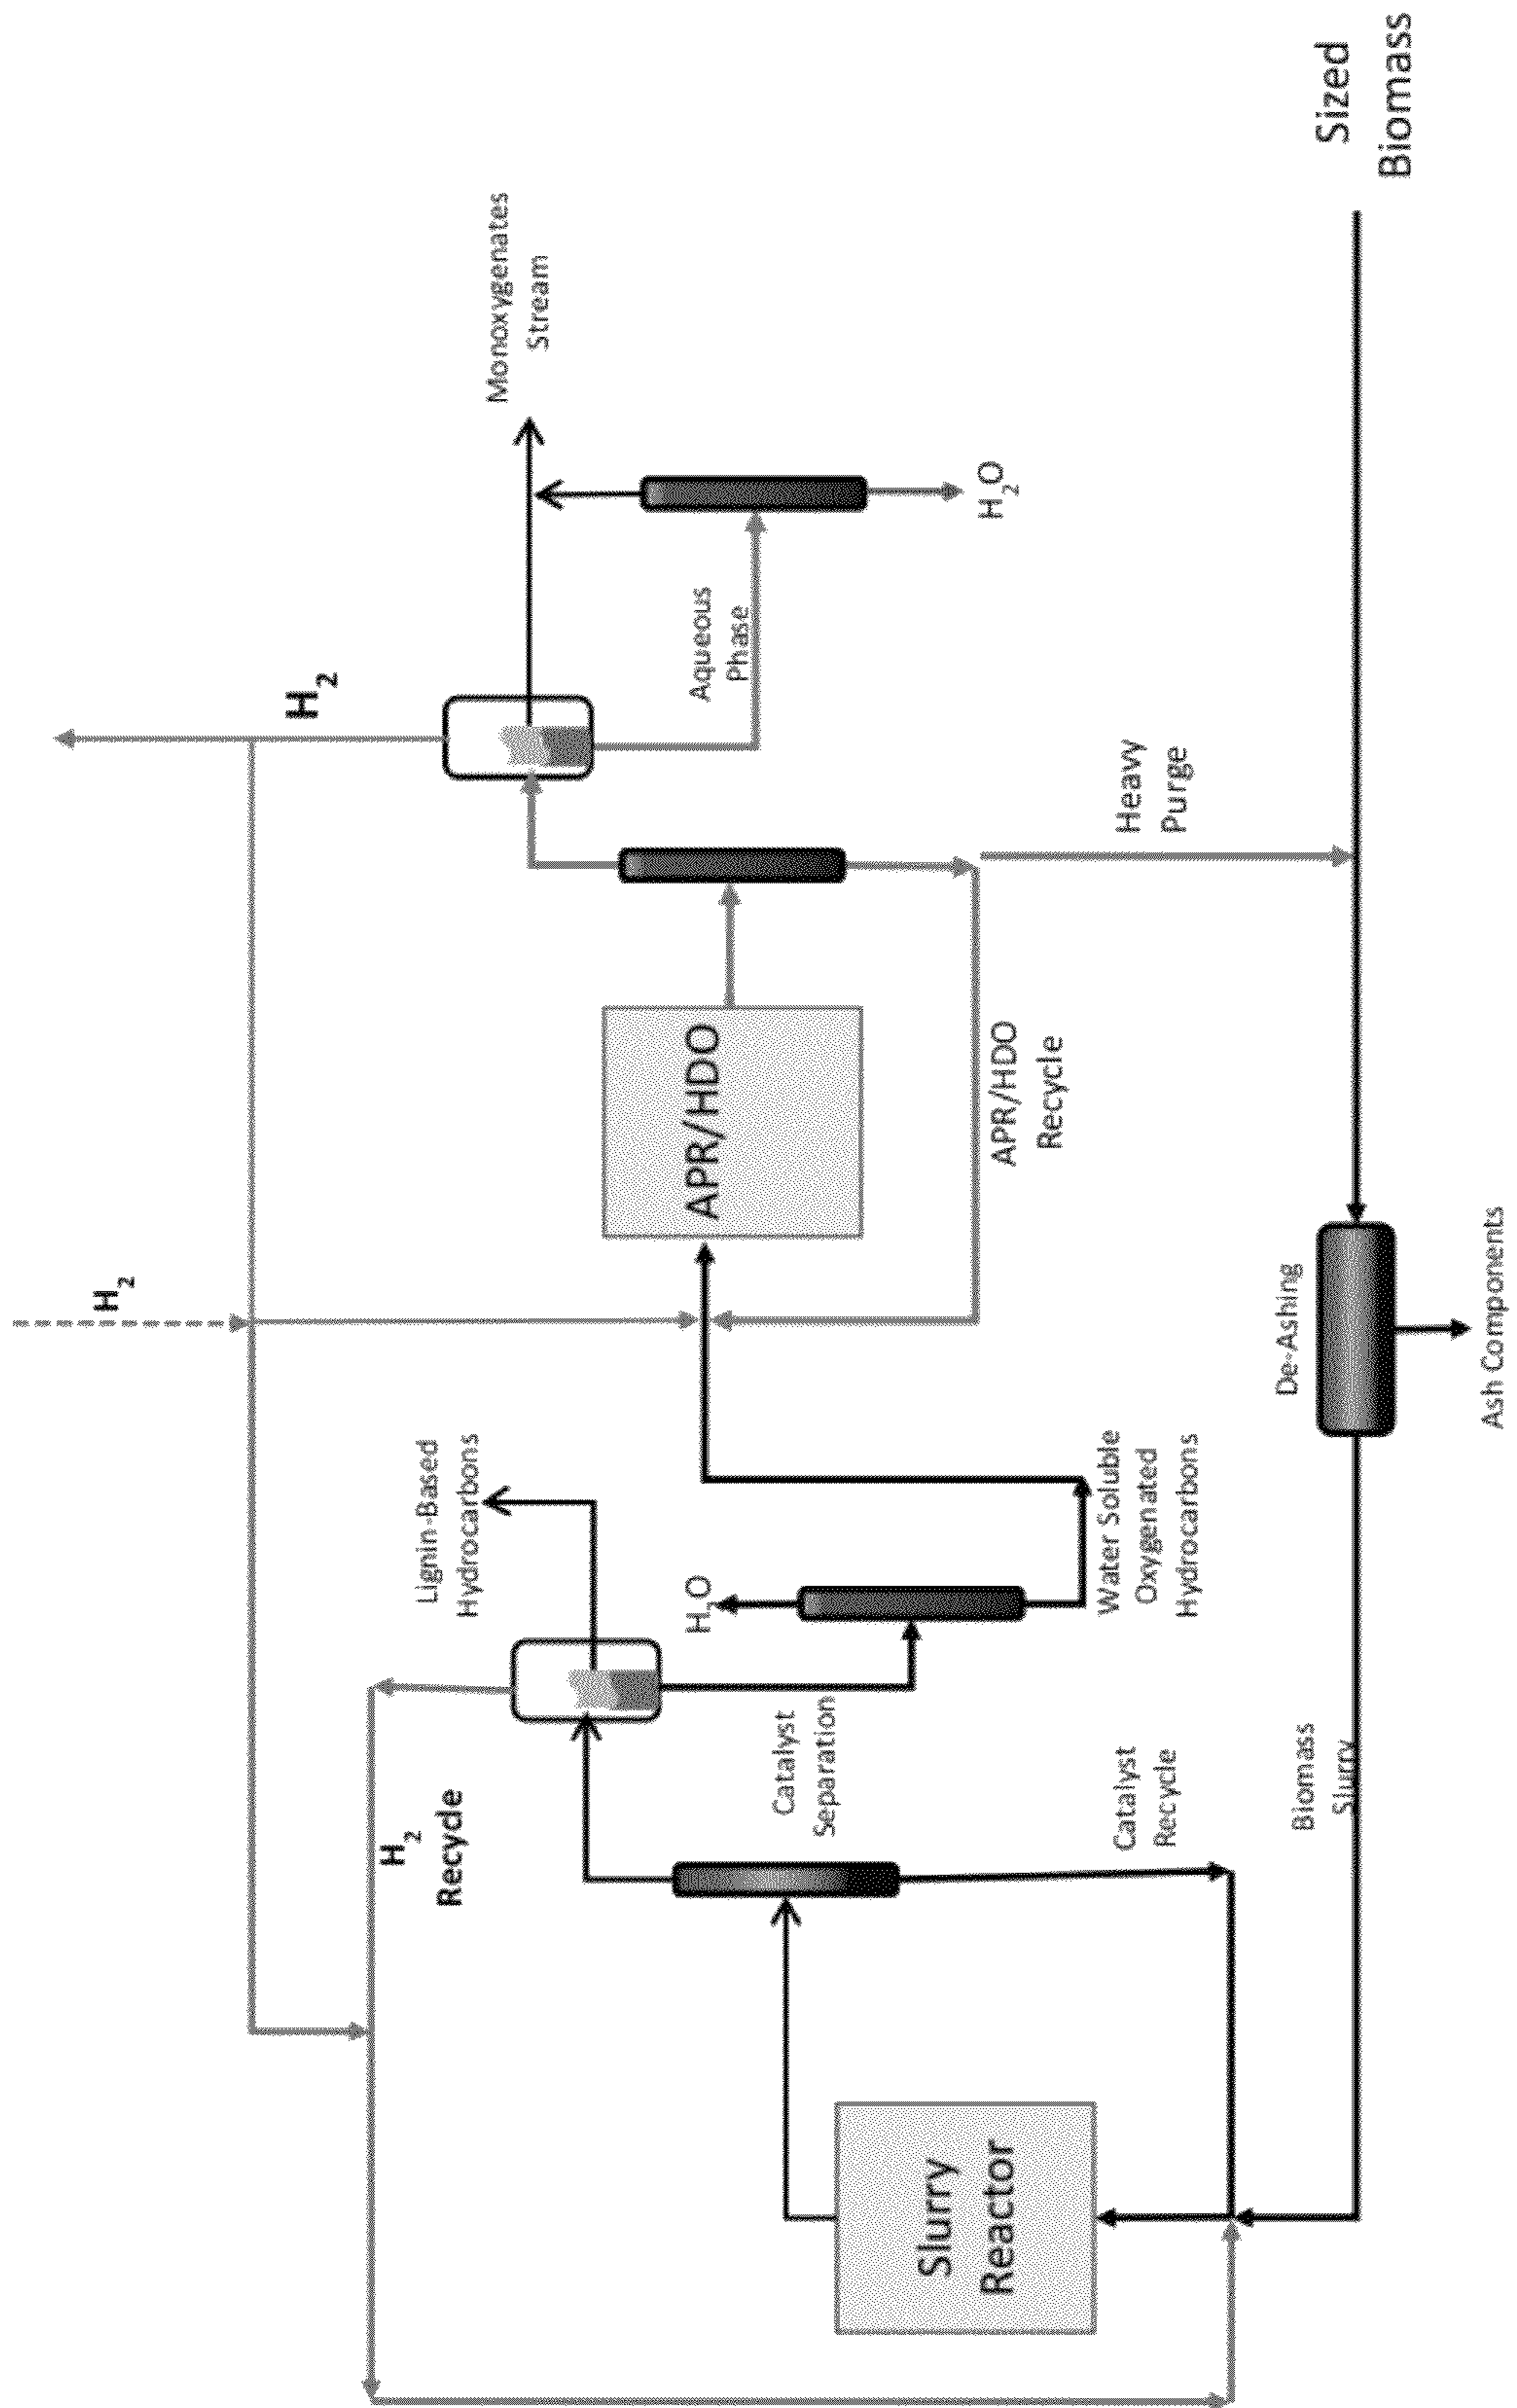 H2
H2
H2
Recycle
Lignin-Based
Hydrocarbons
Monoxygenates
Stream
H2O
Catalyst
Separation
APR/HDO
Aqueous
Phase
H2O
Slurry
Reactor
Catalyst
Recycle
Water Soluble
Oxygenated
Hydrocarbons
APR/HDO
Recycle
Heavy
Purge
Biomass
Slurry
De-Ashing
Ash Components
Sized
Biomass